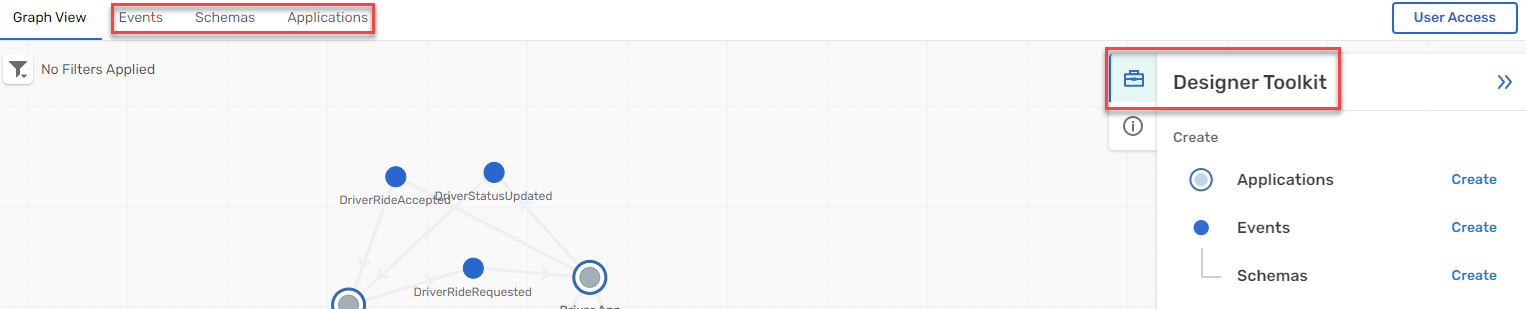 Graph View Events Schemas Applications User Access
No Filters Applied
Designer Toolkit
Create
DriverRideAccepted DriverStatusUpdated
Applications Create
Events Create
DriverRideRequested
Schemas Create
Driver App